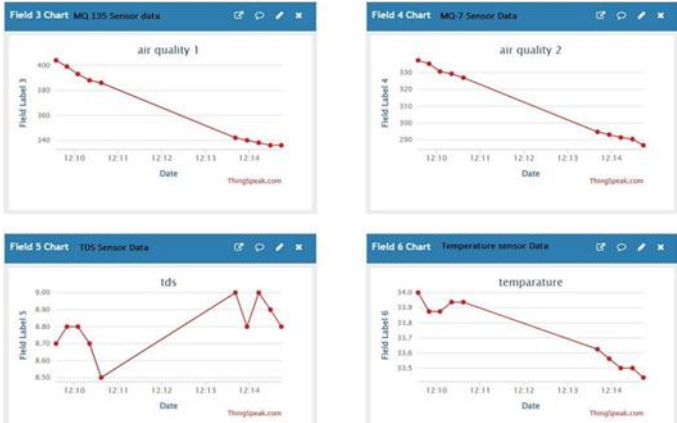 Field 3 Chart MQ 135 Sensor data
air quality 1
Field Label 3
400
380
360
340
12:10 12:11 12:12 12:13 12:14
Date
ThingSpeak.com
Field 4 Chart MQ-7 Sensor Data
air quality 2
Field Label 4
330
320
310
300
290
12:10 12:11 12:12 12:13 12:14
Date
ThingSpeak.com
Field 5 Chart TDS Sensor Data
tds
Field Label 5
9.00
8.90
8.80
8.70
8.60
8.50
12:10 12:11 12:12 12:13 12:14
Date
ThingSpeak.com
Field 6 Chart Temperature sensor Data
temparature
Field Label 6
34.0
33.9
33.8
33.7
33.6
33.5
12:10 12:11 12:12 12:13 12:14
Date
ThingSpeak.com